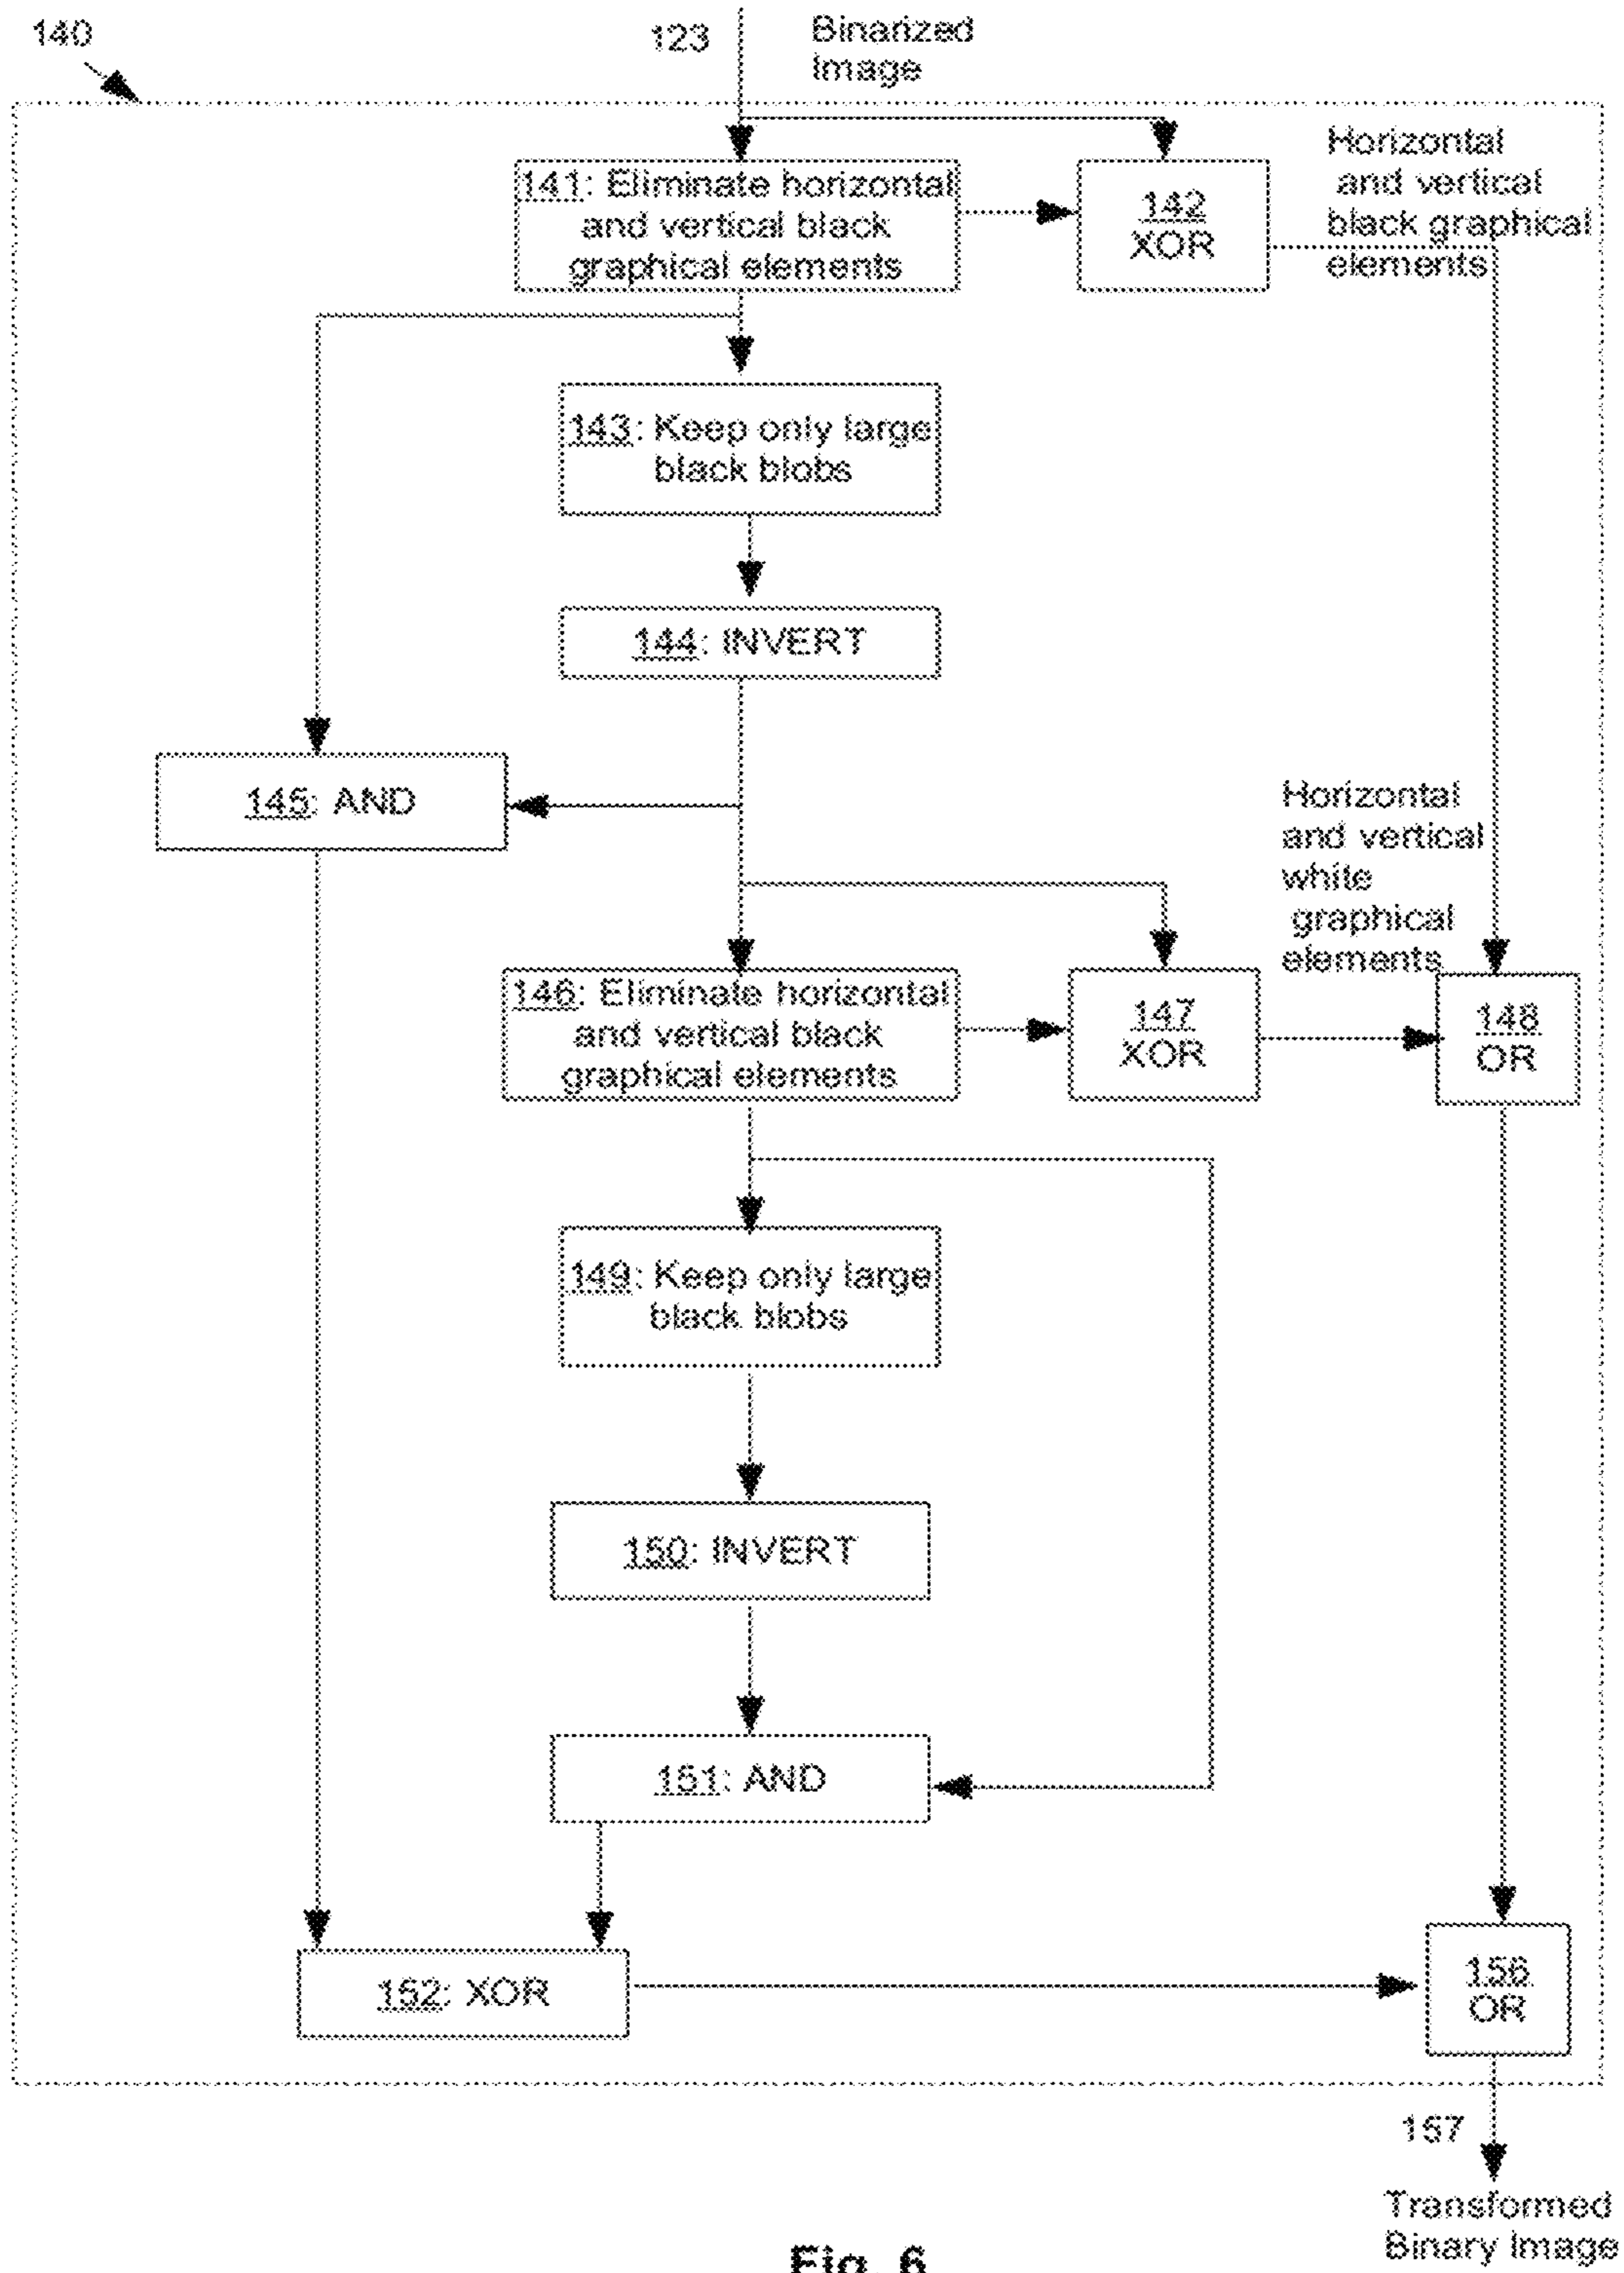 140
123
Binarized
Image
141: Eliminate horizontal
and vertical black
graphical elements
142
XOR
Horizontal
and vertical
black graphical
elements
143: Keep only large
black blobs
144: INVERT
145: AND
Horizontal
and vertical
white
graphical
elements
146: Eliminate horizontal
and vertical black
graphical elements
147
XOR
148
OR
149: Keep only large
black blobs
150: INVERT
151: AND
152: XOR
156
OR
157
Transformed
Binary Image
Fig. 6